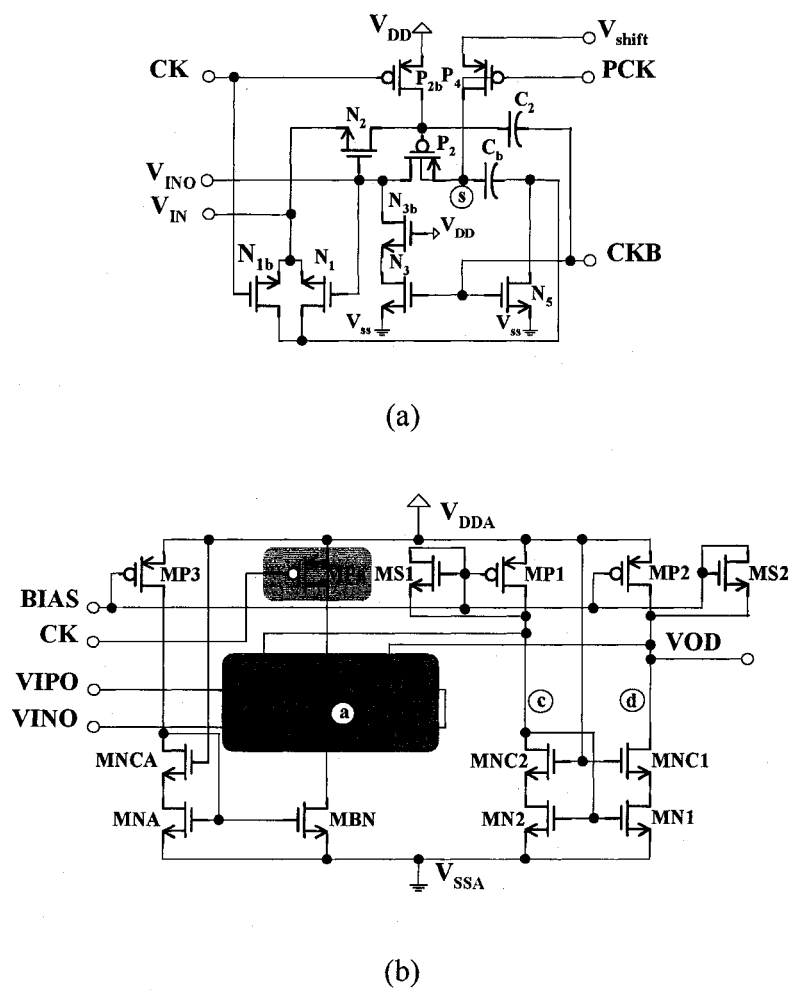 V_DD
V_shift
CK
P_2b P_4
PCK
N_2
C_2
P_2
C_b
V_INO
s
V_IN
N_3b
V_DD
N_1b
N_1
N_3
CKB
N_5
V_ss
V_ss
(a)
V_DDA
MP3
MS1
MP1
MP2
MS2
BIAS
CK
VOD
VIPO
a
c
d
VINO
MNCA
MNC2
MNC1
MNA
MBN
MN2
MN1
V_SSA
(b)